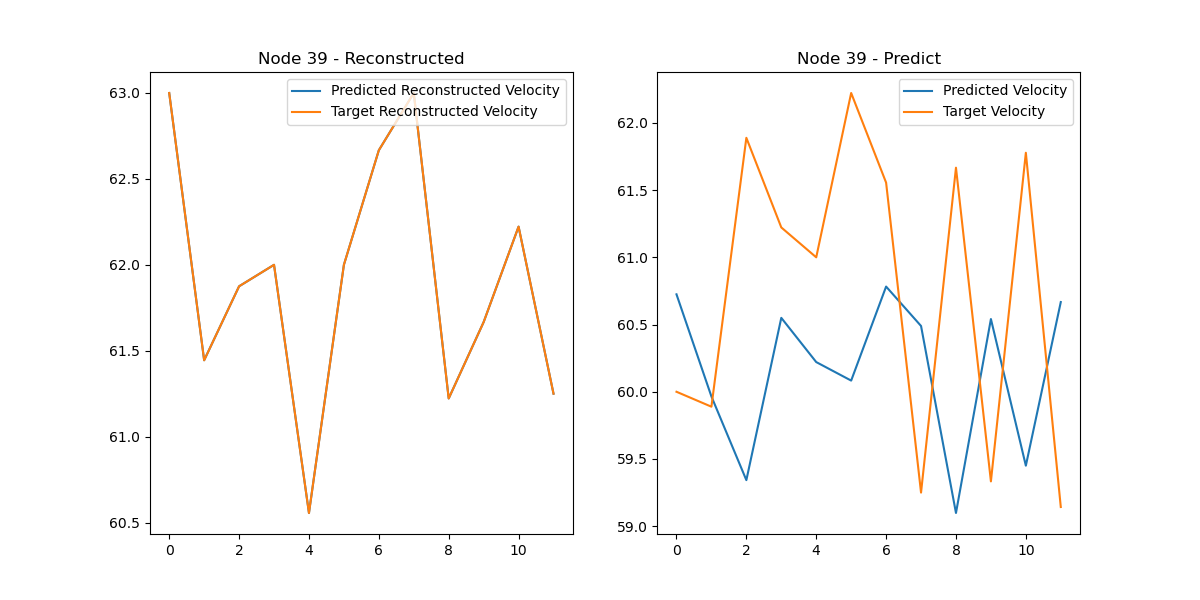 Node 39 - Reconstructed
Predicted Reconstructed Velocity
Target Reconstructed Velocity
63.0
62.5
62.0
61.5
61.0
60.5
0 2 4 6 8 10
Node 39 - Predict
Predicted Velocity
Target Velocity
62.0
61.5
61.0
60.5
60.0
59.5
59.0
0 2 4 6 8 10